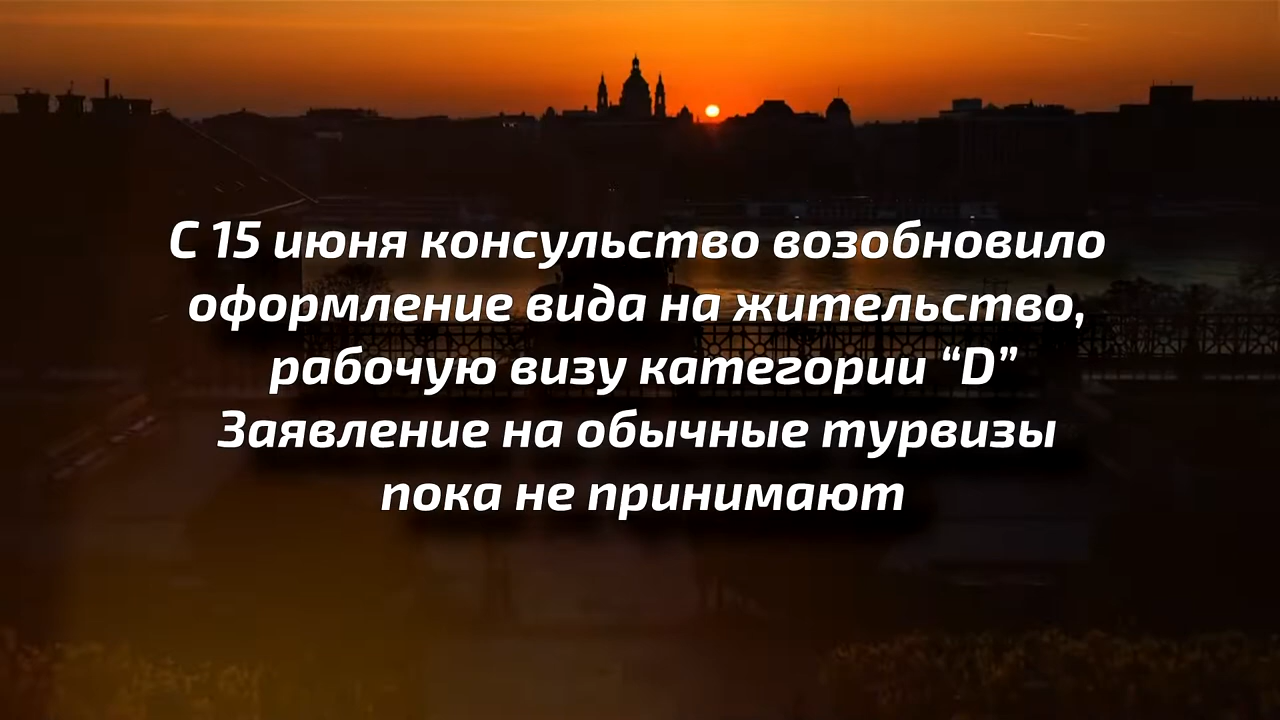 С 15 июня консульство возобновило
оформление вида на жительство,
рабочую визу категории “D”
Заявление на обычные турвизы
пока не принимают